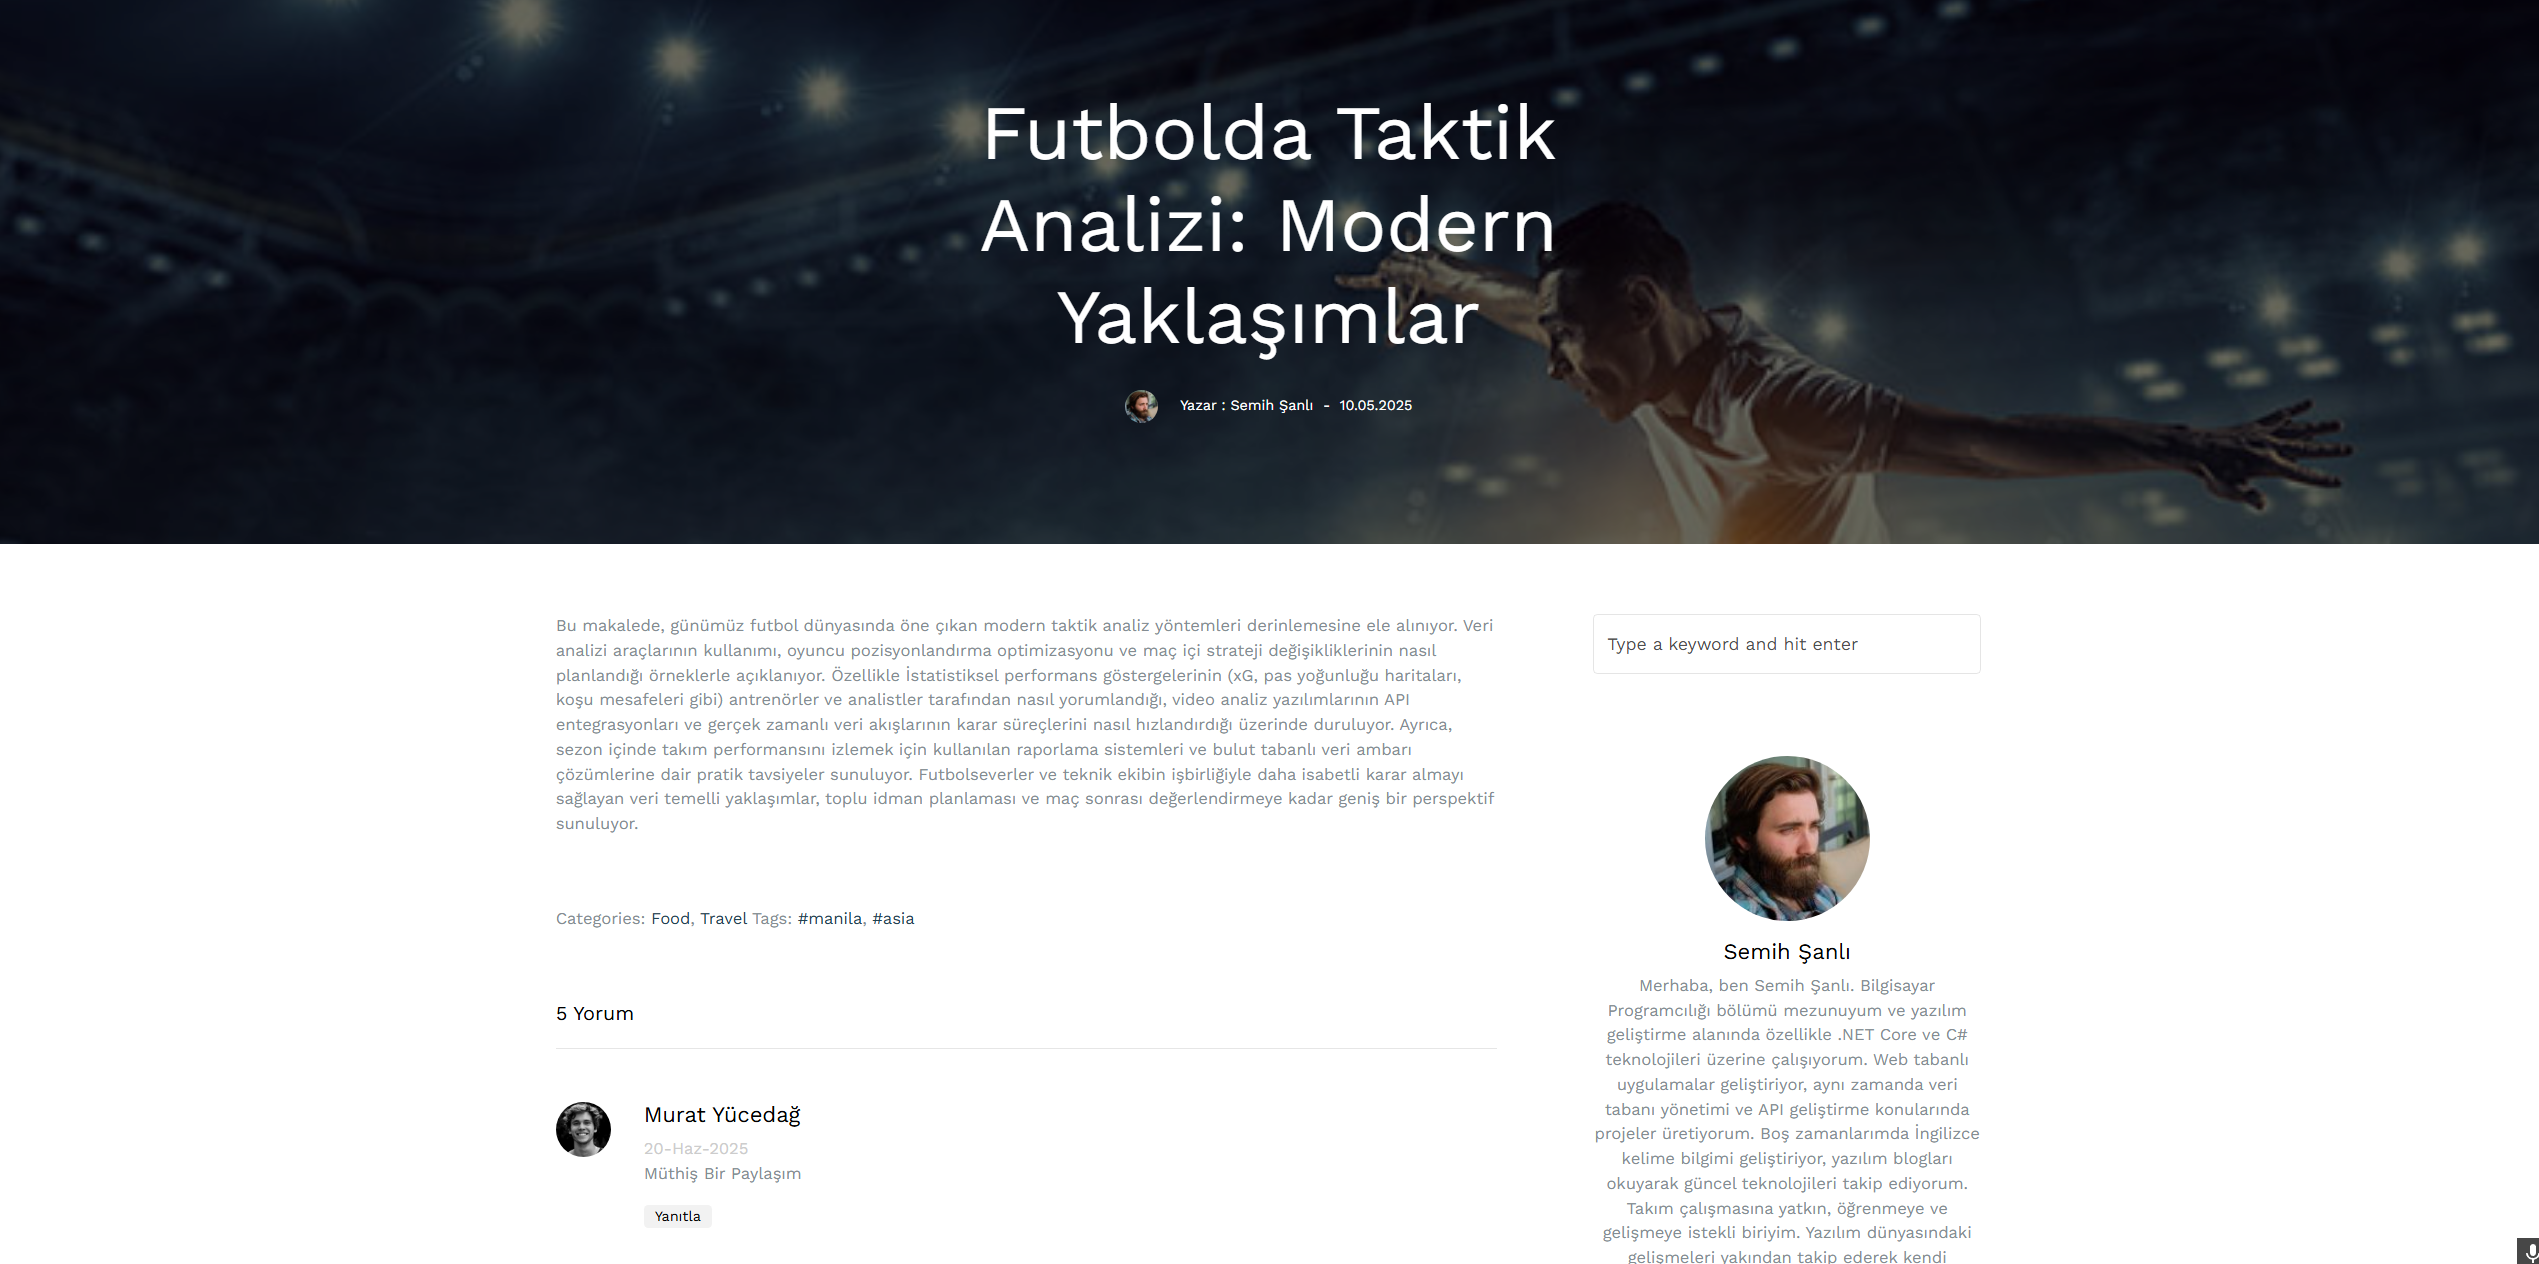 Futbolda Taktik
Analizi: Modern
Yaklaşımlar
Yazar : Semih Şanlı - 10.05.2025
Bu makalede, günümüz futbol dünyasında öne çıkan modern taktik analiz yöntemleri derinlemesine ele alınıyor. Veri
analizi araçlarının kullanımı, oyuncu pozisyonlandırma optimizasyonu ve maç içi strateji değişikliklerinin nasıl
planlandığı örneklerle açıklanıyor. Özellikle İstatistiksel performans göstergelerinin (xG, pas yoğunluğu haritaları,
koşu mesafeleri gibi) antrenörler ve analistler tarafından nasıl yorumlandığı, video analiz yazılımlarının API
entegrasyonları ve gerçek zamanlı veri akışlarının karar süreçlerini nasıl hızlandırdığı üzerinde duruluyor. Ayrıca,
sezon içinde takım performansını izlemek için kullanılan raporlama sistemleri ve bulut tabanlı veri ambarı
çözümlerine dair pratik tavsiyeler sunuluyor. Futbolseverler ve teknik ekibin işbirliğiyle daha isabetli karar almayı
sağlayan veri temelli yaklaşımlar, toplu idman planlaması ve maç sonrası değerlendirmeye kadar geniş bir perspektif
sunuluyor.
Categories: Food, Travel Tags: #manila, #asia
5 Yorum
Murat Yücedağ
20-Haz-2025
Müthiş Bir Paylaşım
Yanıtla
Type a keyword and hit enter
Semih Şanlı
Merhaba, ben Semih Şanlı. Bilgisayar
Programcılığı bölümü mezunuyum ve yazılım
geliştirme alanında özellikle .NET Core ve C#
teknolojileri üzerine çalışıyorum. Web tabanlı
uygulamalar geliştiriyor, aynı zamanda veri
tabanı yönetimi ve API geliştirme konularında
projeler üretiyorum. Boş zamanlarımda İngilizce
kelime bilgimi geliştiriyor, yazılım blogları
okuyarak güncel teknolojileri takip ediyorum.
Takım çalışmasına yatkın, öğrenmeye ve
gelişmeye istekli biriyim. Yazılım dünyasındaki
gelişmeleri yakından takip ederek kendi